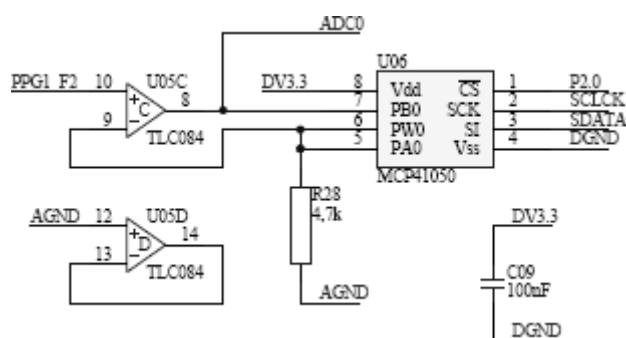 ADC0
U06
PPG1_F2 10 U05C DV3.3 8 Vdd CS 1 P2.0
C 8 7 PB0 SCK 2 SCLCK
9 6 PW0 SI 3 SDATA
TLC084 5 PA0 Vss 4 DGND
MCP41050
R28
4,7k
AGND 12 U05D
D 14
13
TLC084
AGND
DV3.3
C09
100nF
DGND